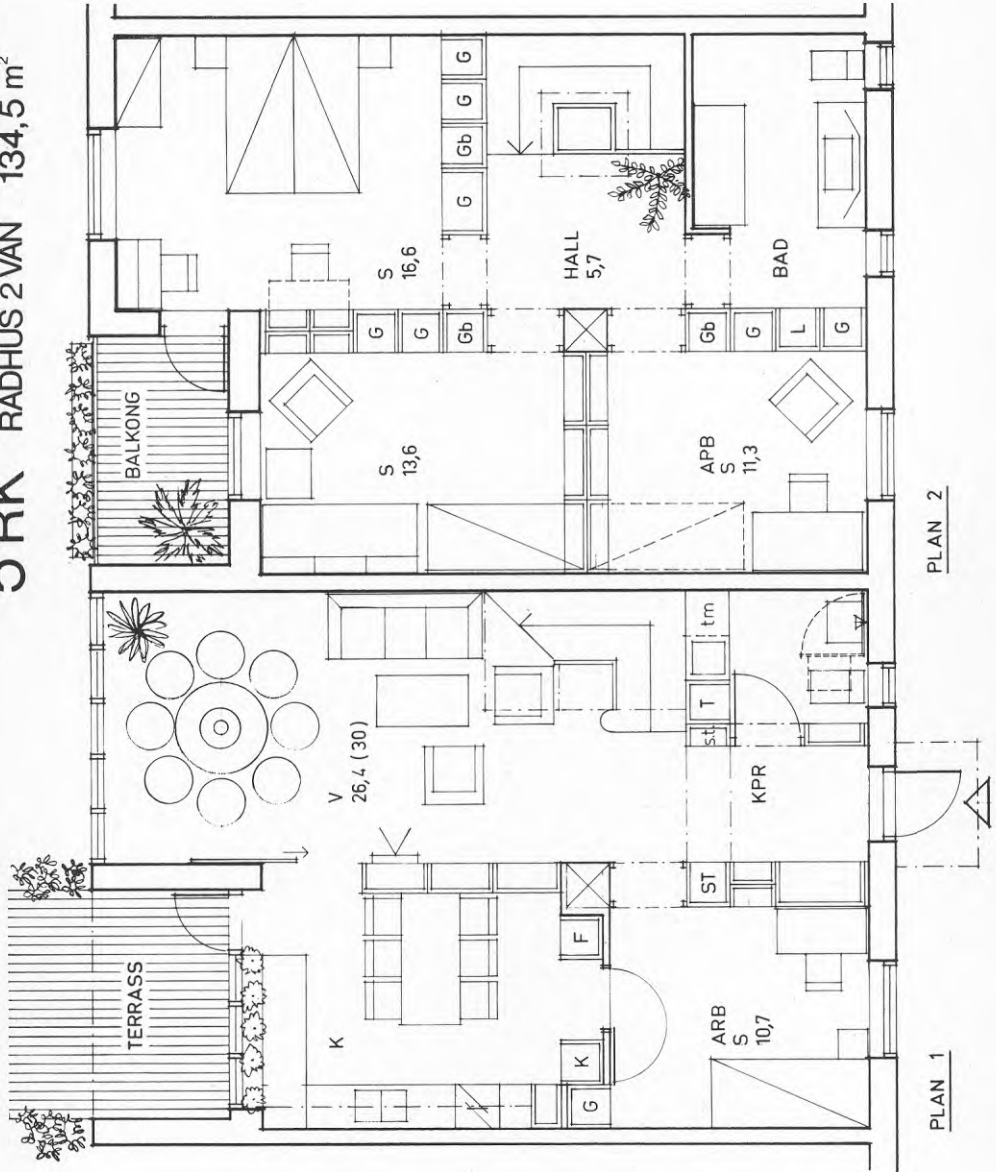 5 RK RADHUS 2 VAN 134,5 m²
TERRASS
K
V
26,4 (30)
G
K
F
ARB
S
10,7
ST
KPR
s.t.
T
tm
PLAN 1
BALKONG
S
16,6
S
13,6
G
G
Gb
G
Gb
G
G
HALL
5,7
APB
S
11,3
Gb
G
L
G
BAD
PLAN 2